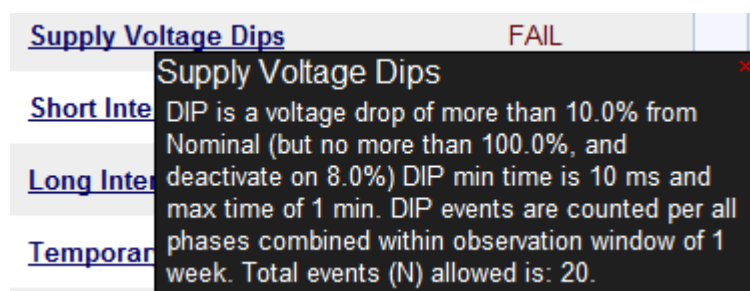 Supply Voltage Dips FAIL
Supply Voltage Dips
Short Inte
DIP is a voltage drop of more than 10.0% from
Nominal (but no more than 100.0%, and
Long Inter
deactivate on 8.0%) DIP min time is 10 ms and
max time of 1 min. DIP events are counted per all
Temporar
phases combined within observation window of 1
week. Total events (N) allowed is: 20.